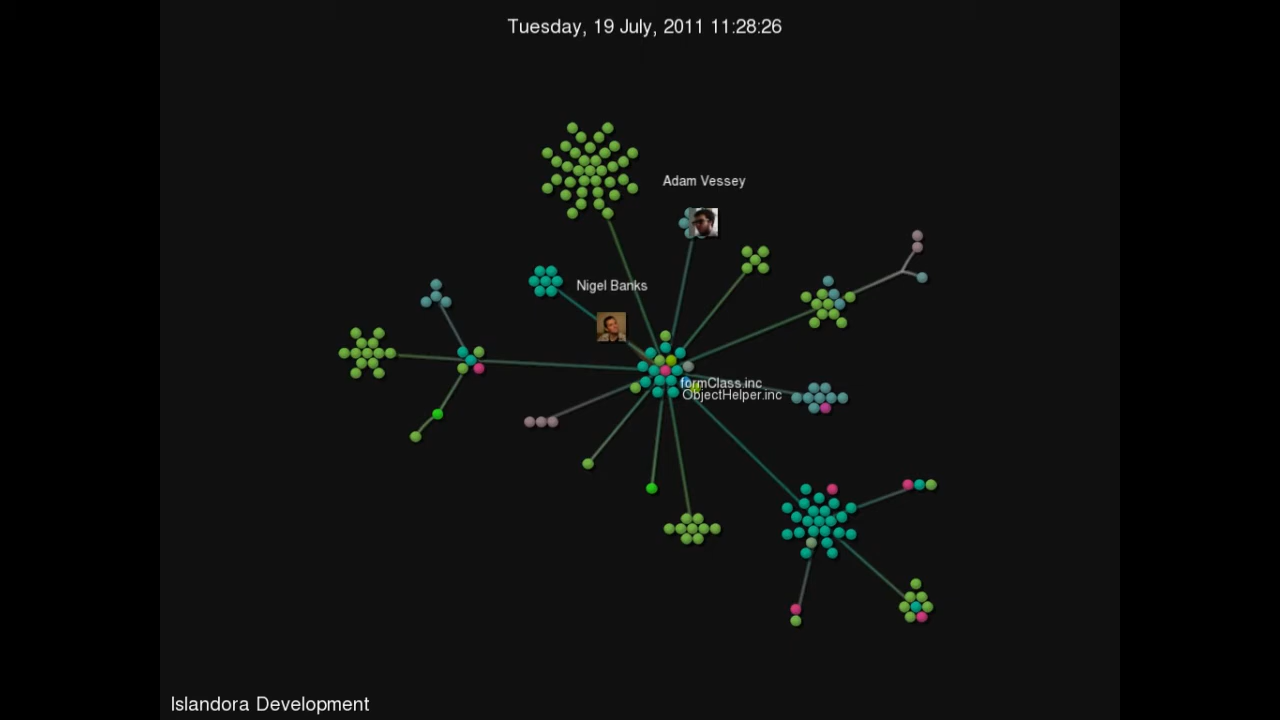 Tuesday, 19 July, 2011 11:28:26
Adam Vessey
Nigel Banks
formClass.inc
ObjectHelper.inc
Islandora Development